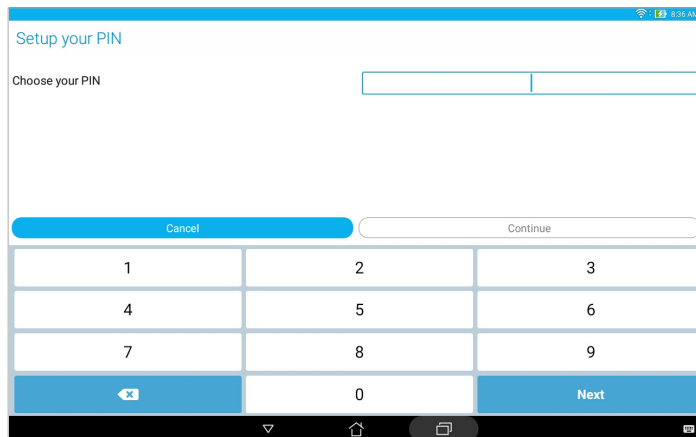 8:36 AM
Setup your PIN
Choose your PIN
Cancel Continue
1 2 3
4 5 6
7 8 9
0 Next